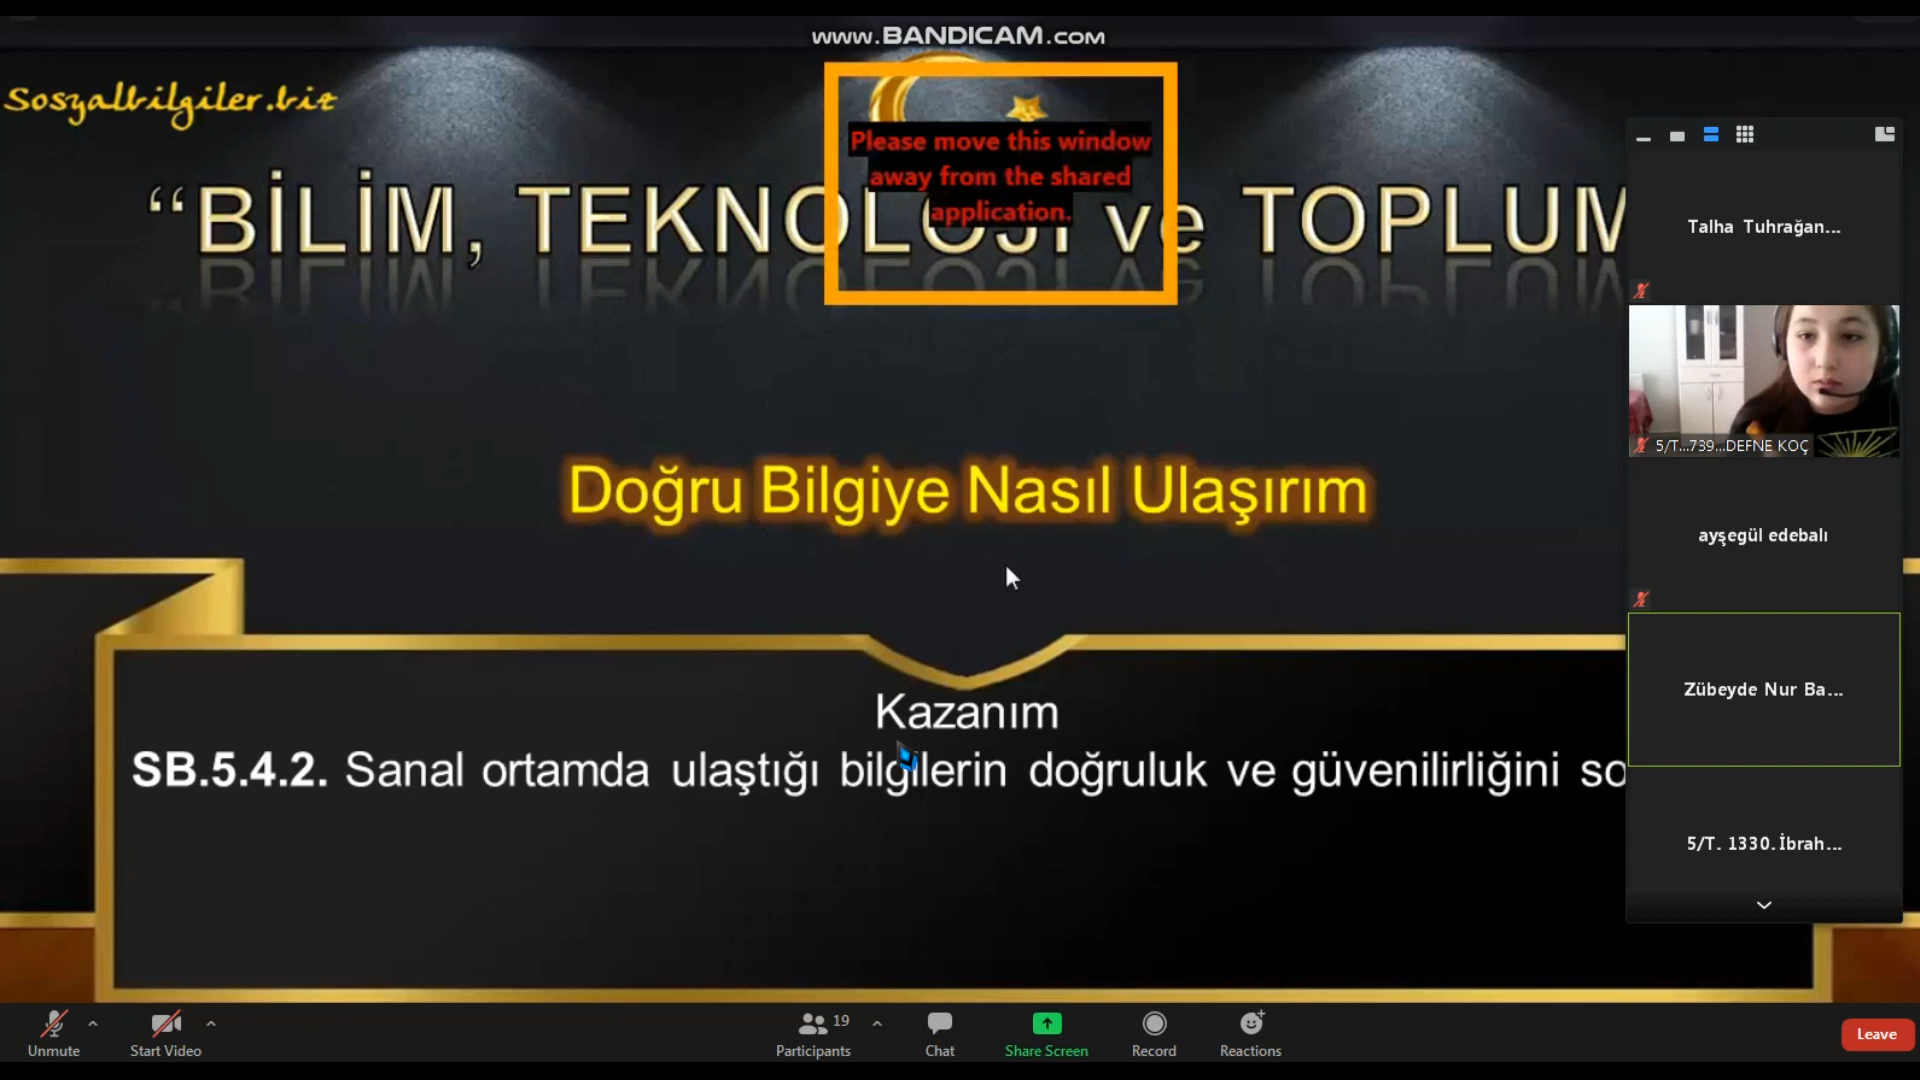 www.BANDICAM.COM
Sosyalbilgiler.biz
Please move this window
away from the shared
application.
“BİLİM, TEKNOLOJİ ve TOPLUM
Doğru Bilgiye Nasıl Ulaşırım
Kazanım
SB.5.4.2. Sanal ortamda ulaştığı bilgilerin doğruluk ve güvenilirliğini so
Talha Tuhrağan...
5/T...739...DEFNE KOÇ
ayşegül edebalı
Zübeyde Nur Ba...
5/T. 1330.İbrah...
Unmute
Start Video
19
Participants
Chat
Share Screen
Record
Reactions
Leave